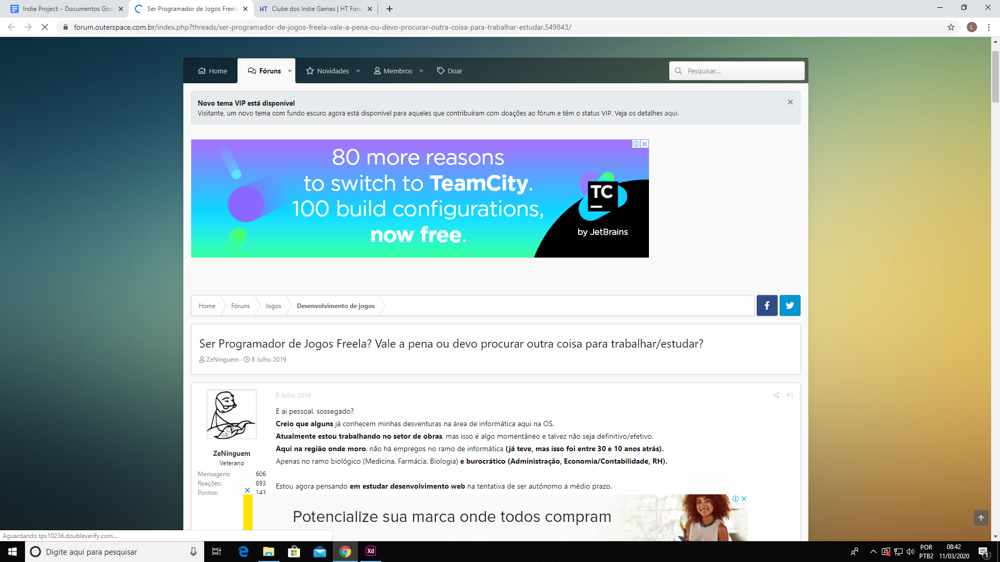 Indie Project: - Documentos Goo
Ser Programador de Jogos Freela
HT Clube dos Indie Games | HT Foru
forum.outerspace.com.br/index.php?threads/ser-programador-de-jogos-freela-vale-a-pena-ou-devo-procurar-outra-coisa-para-trabalhar-estudar.549843/
L
Home Fóruns Novidades Membros Doar Pesquisar...
Novo tema VIP está disponível
Visitante, um novo tema com fundo escuro agora está disponível para aqueles que contribuíram com doações ao fórum e têm o status VIP. Veja os detalhes aqui.
80 more reasons
to switch to TeamCity.
100 build configurations,
now free.
TC
by JetBrains
Home Fóruns Jogos Desenvolvimento de jogos
Ser Programador de Jogos Freela? Vale a pena ou devo procurar outra coisa para trabalhar/estudar?
ZeNinguem · 8 Julho 2019
8 Julho 2019 #1
E ai pessoal, sossegado?
Creio que alguns já conhecem minhas desventuras na área de informática aqui na OS.
Atualmente estou trabalhando no setor de obras, mas isso é algo momentâneo e talvez não seja definitivo/efetivo.
Aqui na região onde moro, não há empregos no ramo de informática (já teve, mas isso foi entre 30 e 10 anos atrás).
Apenas no ramo biológico (Medicina, Farmácia, Biologia) e burocrático (Administração, Economia/Contabilidade, RH).
Estou agora pensando em estudar desenvolvimento web na tentativa de ser autônomo a médio prazo.
ZeNinguem
Veterano
Mensagens: 606
Reações: 893
Pontos: 143
Potencialize sua marca onde todos compram
Aguardando tps10236.doubleverify.com...
Digite aqui para pesquisar
Xd
POR
PTB2
08:42
11/03/2020
1